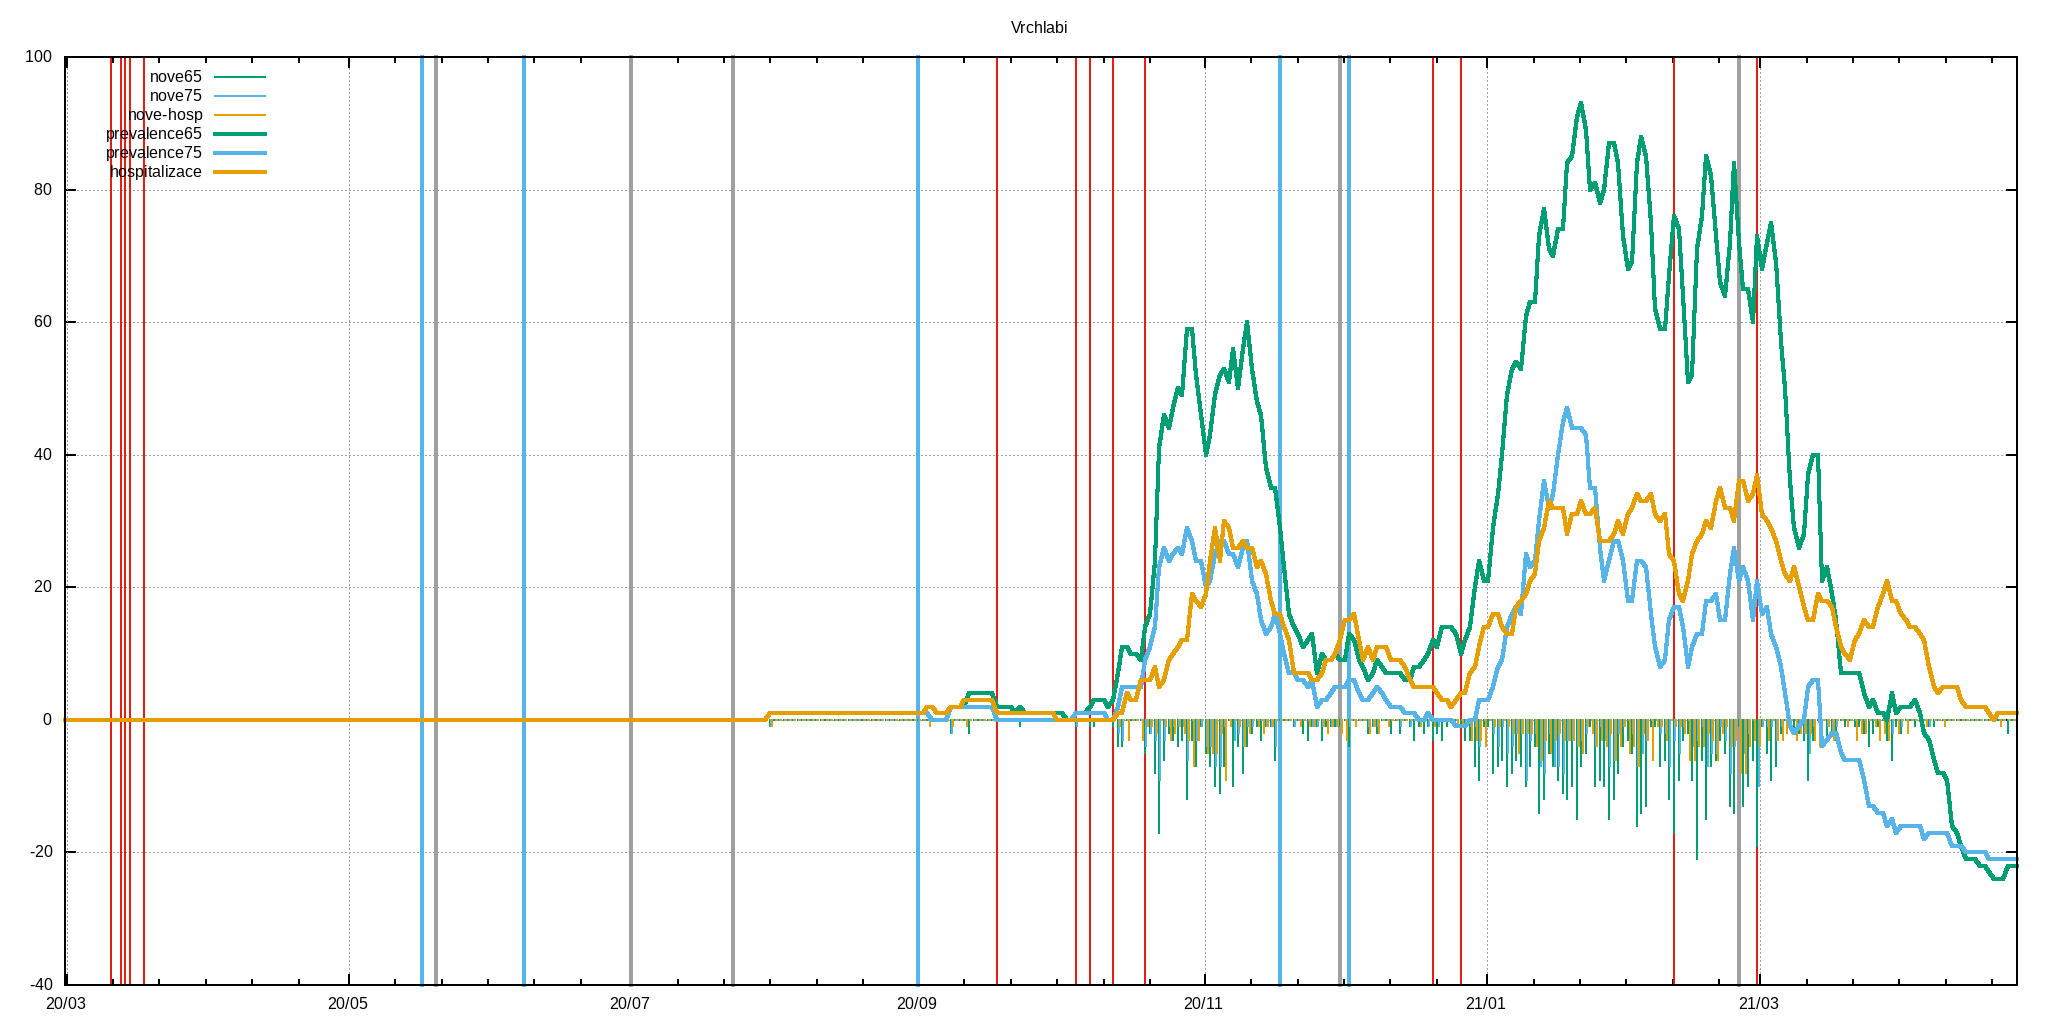 Vrchlabi
100
nove65
nove75
nove-hosp
prevalence65
prevalence75
hospitalizace
80
60
40
20
0
-20
-40
20/03 20/05 20/07 20/09 20/11 21/01 21/03